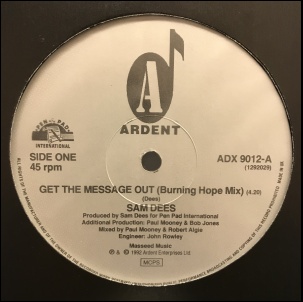 A
ARDENT
PEN PAD
INTERNATIONAL
SIDE ONE
45 rpm
ADX 9012-A
(1292029)
GET THE MESSAGE OUT (Burning Hope Mix) (4.20)
(Dees)
SAM DEES
Produced by Sam Dees for Pen Pad International
Additional Production: Paul Mooney & Bob Jones
Mixed by Paul Mooney & Robert Algie
Engineer: John Rowley
Masseed Music
℗ & © 1992 Ardent Enterprises Ltd
MCPS